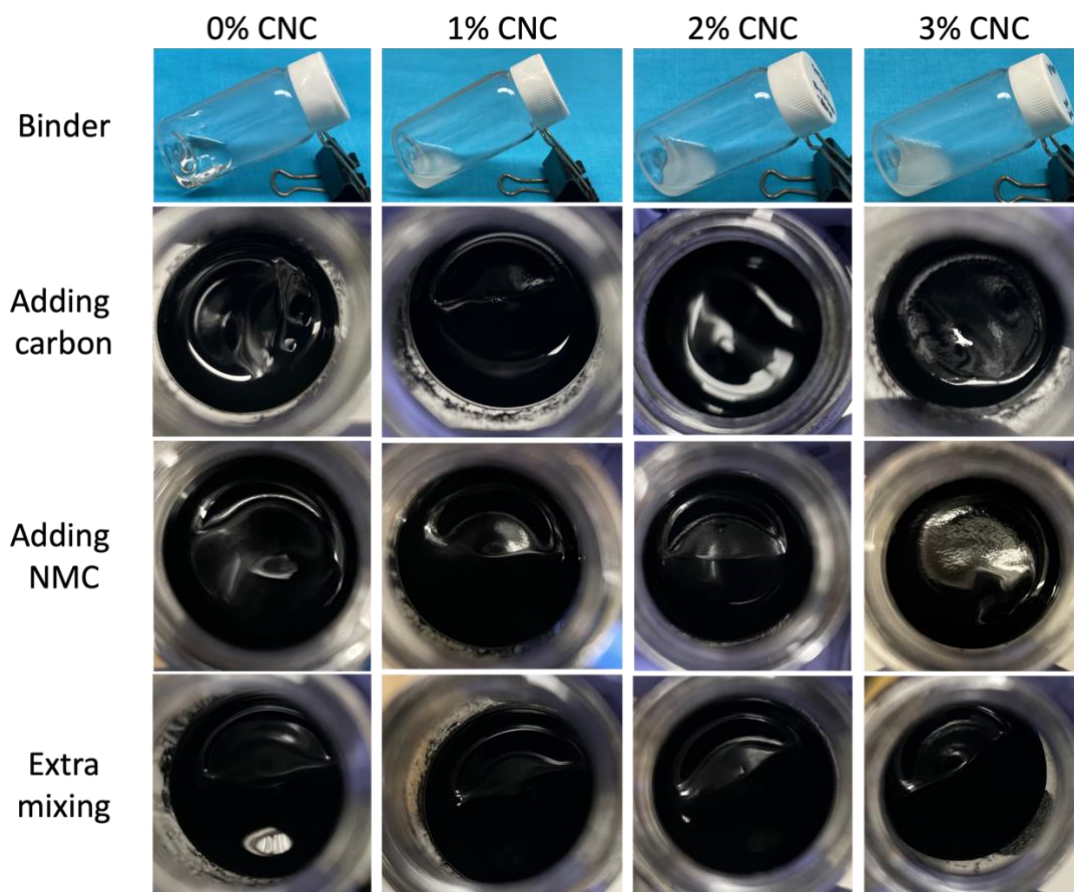 0% CNC 1% CNC 2% CNC 3% CNC
Binder
Adding
carbon
Adding
NMC
Extra
mixing